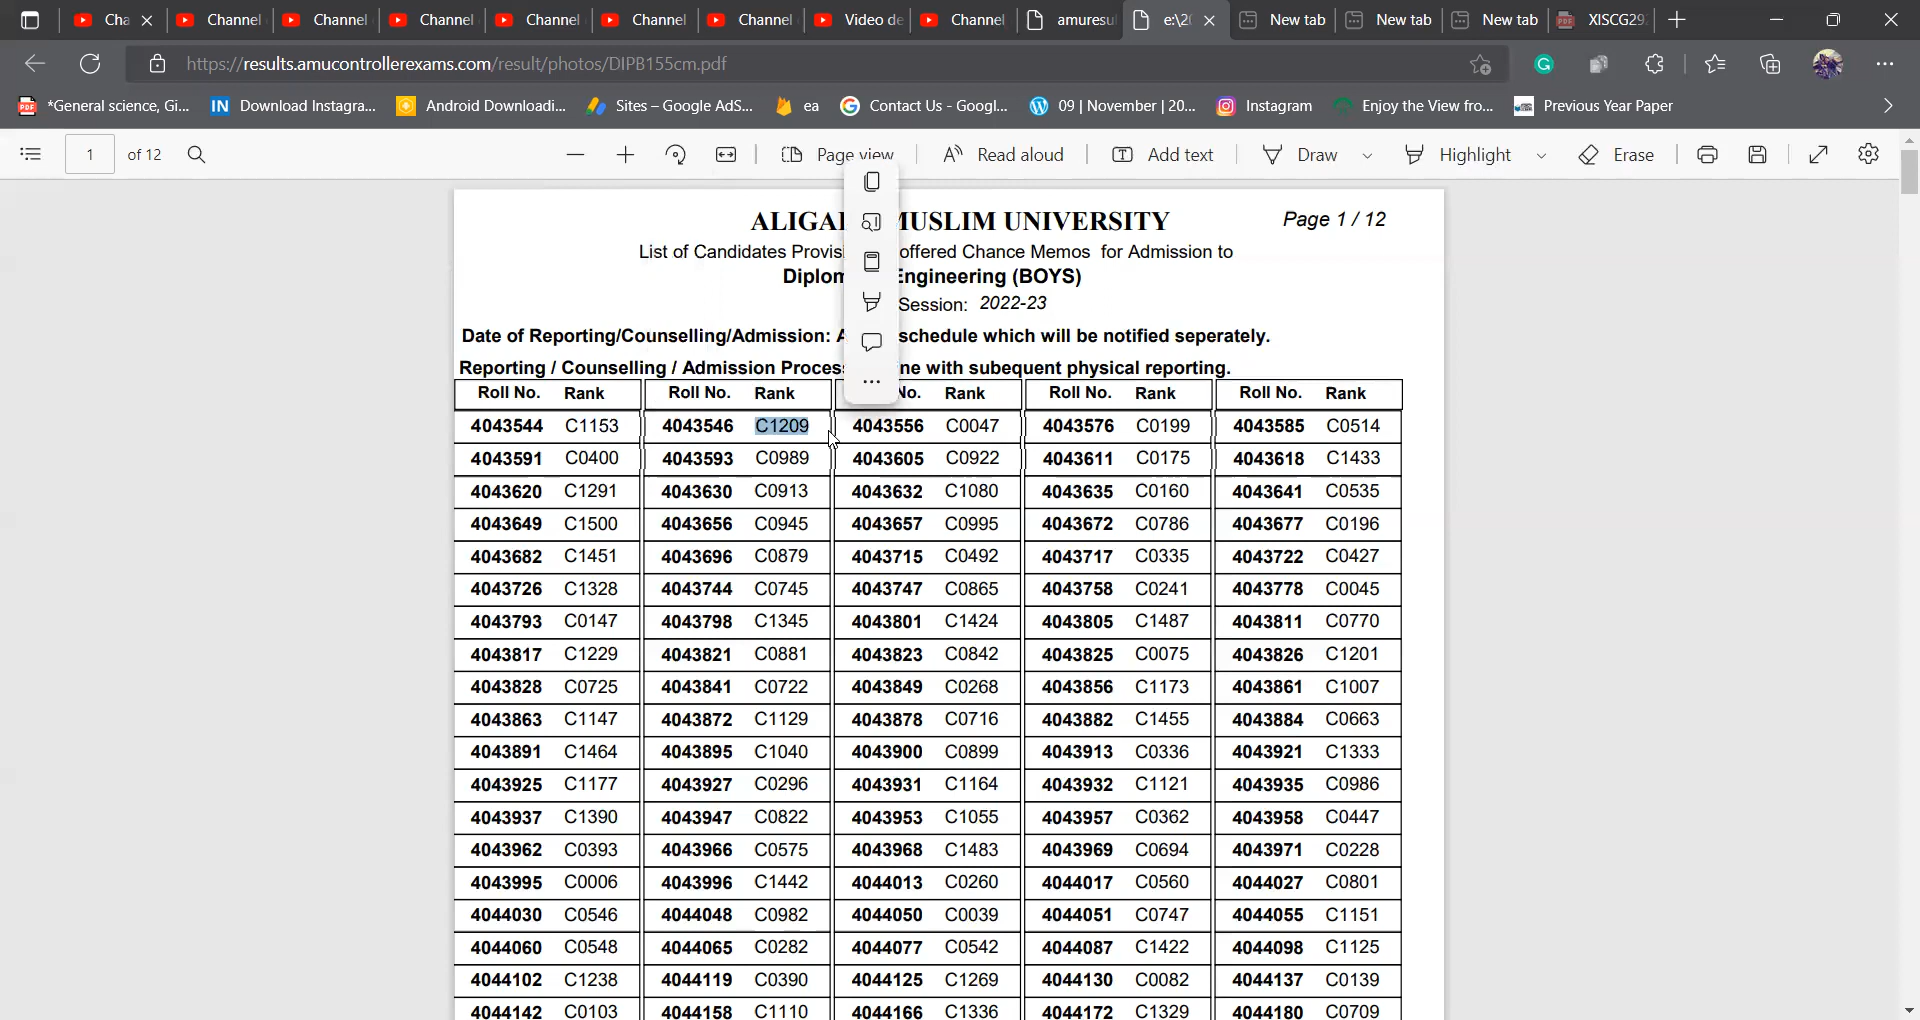 Cha
Channel
Channel
Channel
Channel
Channel
Channel
Video de
Channel
amuresu
e:\20
New tab
New tab
New tab
XISCG29
https://results.amucontrollerexams.com/result/photos/DIPB155cm.pdf
*General science, Gi...
Download Instagra...
Android Downloadi...
Sites – Google AdS...
ea
Contact Us - Googl...
09 | November | 20...
Instagram
Enjoy the View fro...
Previous Year Paper
1 of 12
Page view
Read aloud
Add text
Draw
Highlight
Erase
ALIGA MUSLIM UNIVERSITY Page 1 / 12
List of Candidates Provis offered Chance Memos for Admission to
Diplom Engineering (BOYS)
Session: 2022-23
Date of Reporting/Counselling/Admission: A schedule which will be notified seperately.
Reporting / Counselling / Admission Proces ne with subequent physical reporting.
Roll No. Rank Roll No. Rank No. Rank Roll No. Rank Roll No. Rank
4043544 C1153 4043546 C1209 4043556 C0047 4043576 C0199 4043585 C0514
4043591 C0400 4043593 C0989 4043605 C0922 4043611 C0175 4043618 C1433
4043620 C1291 4043630 C0913 4043632 C1080 4043635 C0160 4043641 C0535
4043649 C1500 4043656 C0945 4043657 C0995 4043672 C0786 4043677 C0196
4043682 C1451 4043696 C0879 4043715 C0492 4043717 C0335 4043722 C0427
4043726 C1328 4043744 C0745 4043747 C0865 4043758 C0241 4043778 C0045
4043793 C0147 4043798 C1345 4043801 C1424 4043805 C1487 4043811 C0770
4043817 C1229 4043821 C0881 4043823 C0842 4043825 C0075 4043826 C1201
4043828 C0725 4043841 C0722 4043849 C0268 4043856 C1173 4043861 C1007
4043863 C1147 4043872 C1129 4043878 C0716 4043882 C1455 4043884 C0663
4043891 C1464 4043895 C1040 4043900 C0899 4043913 C0336 4043921 C1333
4043925 C1177 4043927 C0296 4043931 C1164 4043932 C1121 4043935 C0986
4043937 C1390 4043947 C0822 4043953 C1055 4043957 C0362 4043958 C0447
4043962 C0393 4043966 C0575 4043968 C1483 4043969 C0694 4043971 C0228
4043995 C0006 4043996 C1442 4044013 C0260 4044017 C0560 4044027 C0801
4044030 C0546 4044048 C0982 4044050 C0039 4044051 C0747 4044055 C1151
4044060 C0548 4044065 C0282 4044077 C0542 4044087 C1422 4044098 C1125
4044102 C1238 4044119 C0390 4044125 C1269 4044130 C0082 4044137 C0139
4044142 C0103 4044158 C1110 4044166 C1336 4044172 C1329 4044180 C0709